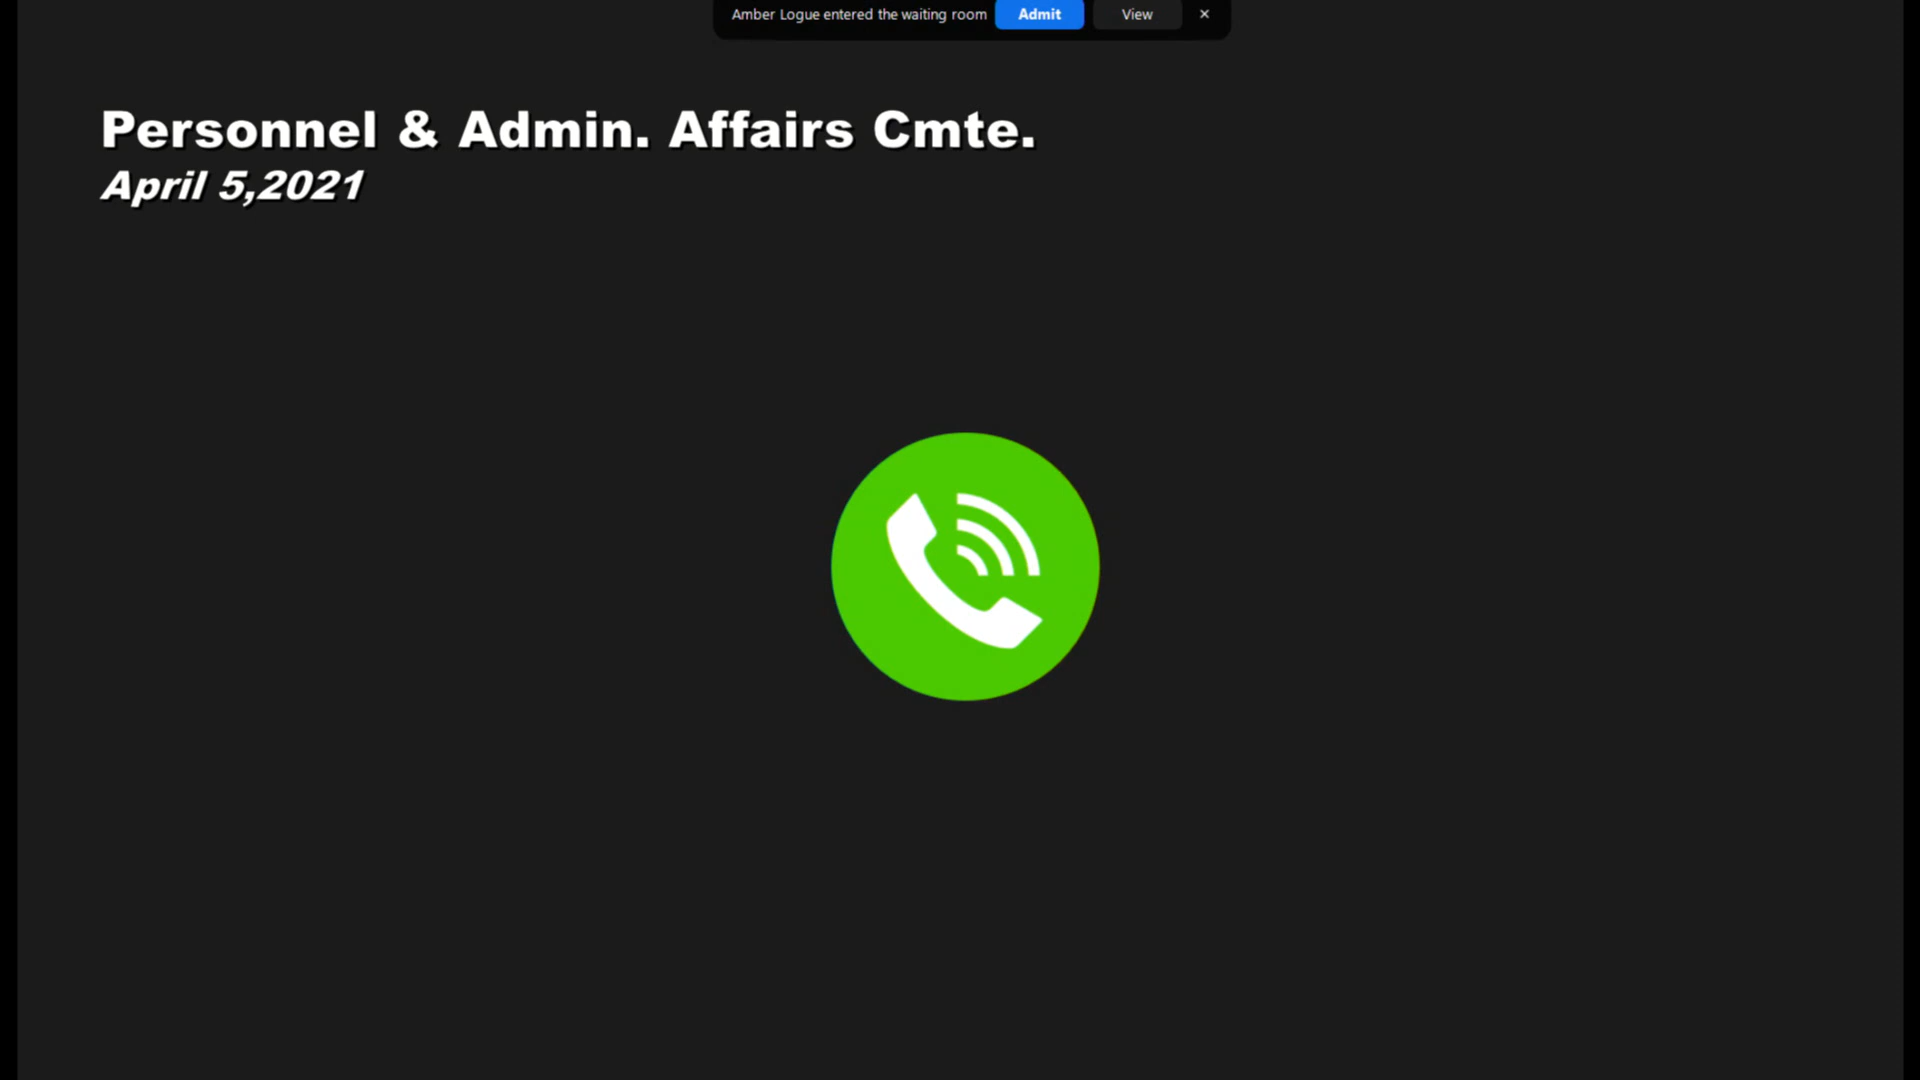 Amber Logue entered the waiting room Admit View ×
Personnel & Admin. Affairs Cmte.
April 5,2021